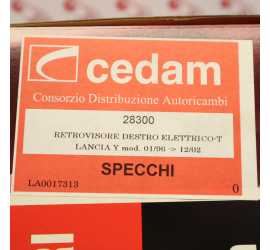 cedam
Consorzio Distribuzione Autoricambi
28300
RETROVISORE DESTRO ELETTRICO-T
LANCIA Y mod. 01/96 -> 12/02
SPECCHI
LA0017313 0